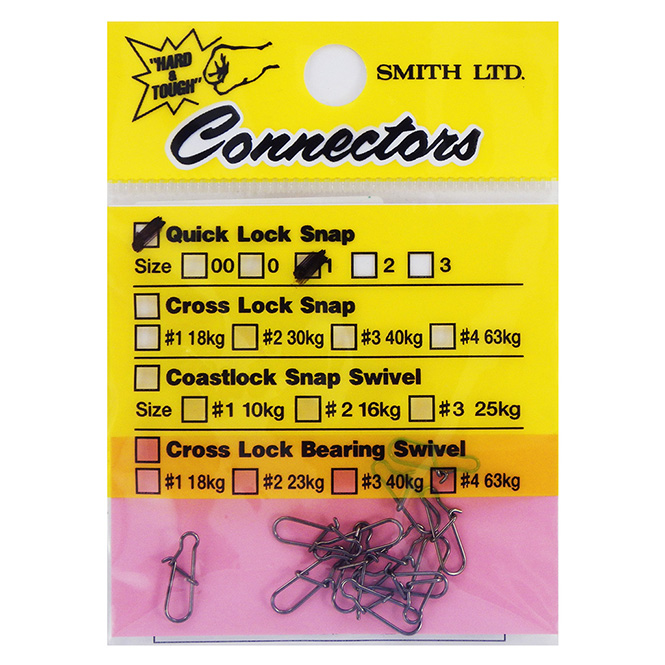 "HARD
&
TOUGH"
SMITH LTD.
Connectors
Quick Lock Snap
Size 00 0 1 2 3
Cross Lock Snap
#1 18kg #2 30kg #3 40kg #4 63kg
Coastlock Snap Swivel
Size #1 10kg #2 16kg #3 25kg
Cross Lock Bearing Swivel
#1 18kg #2 23kg #3 40kg #4 63kg